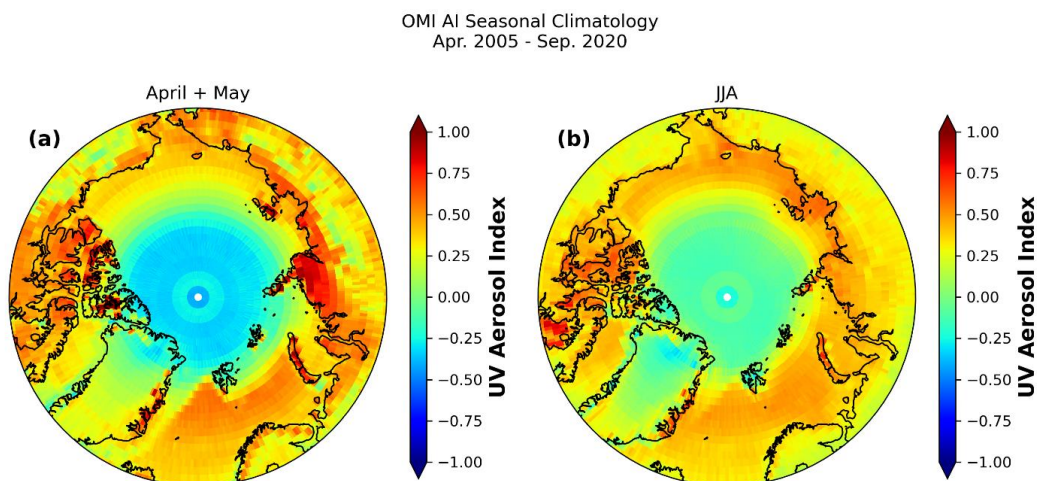 OMI AI Seasonal Climatology
Apr. 2005 - Sep. 2020
April + May
(a)
1.00
0.75
0.50
0.25
0.00
−0.25
−0.50
−0.75
−1.00
UV Aerosol Index
JJA
(b)
1.00
0.75
0.50
0.25
0.00
−0.25
−0.50
−0.75
−1.00
UV Aerosol Index